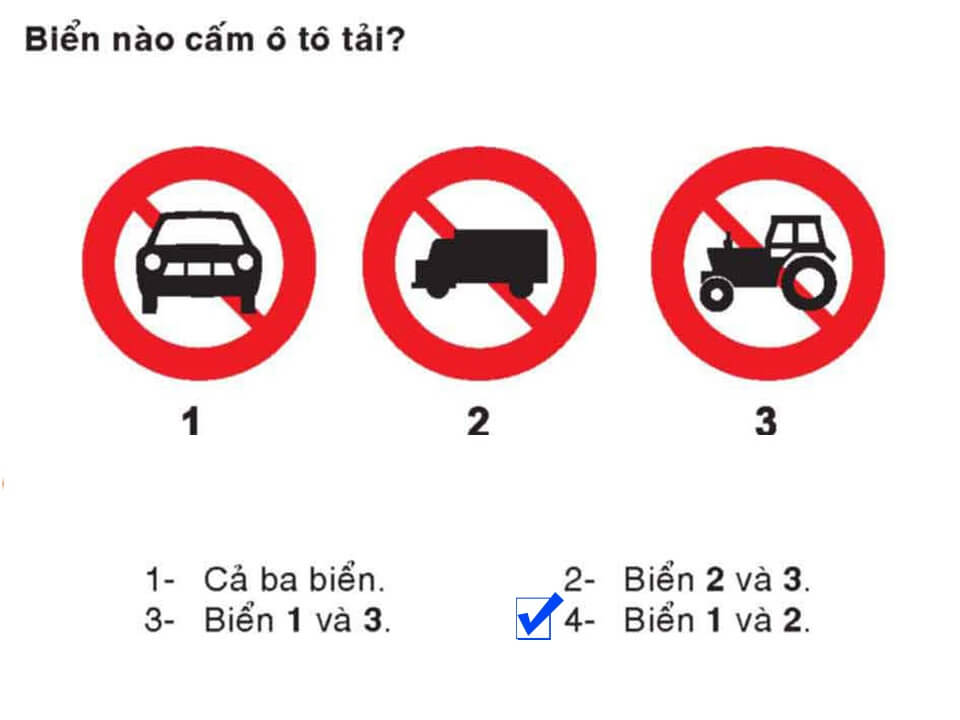 Biển nào cấm ô tô tải?
1 2 3
1- Cả ba biển. 2- Biển 2 và 3.
3- Biển 1 và 3. 4- Biển 1 và 2.